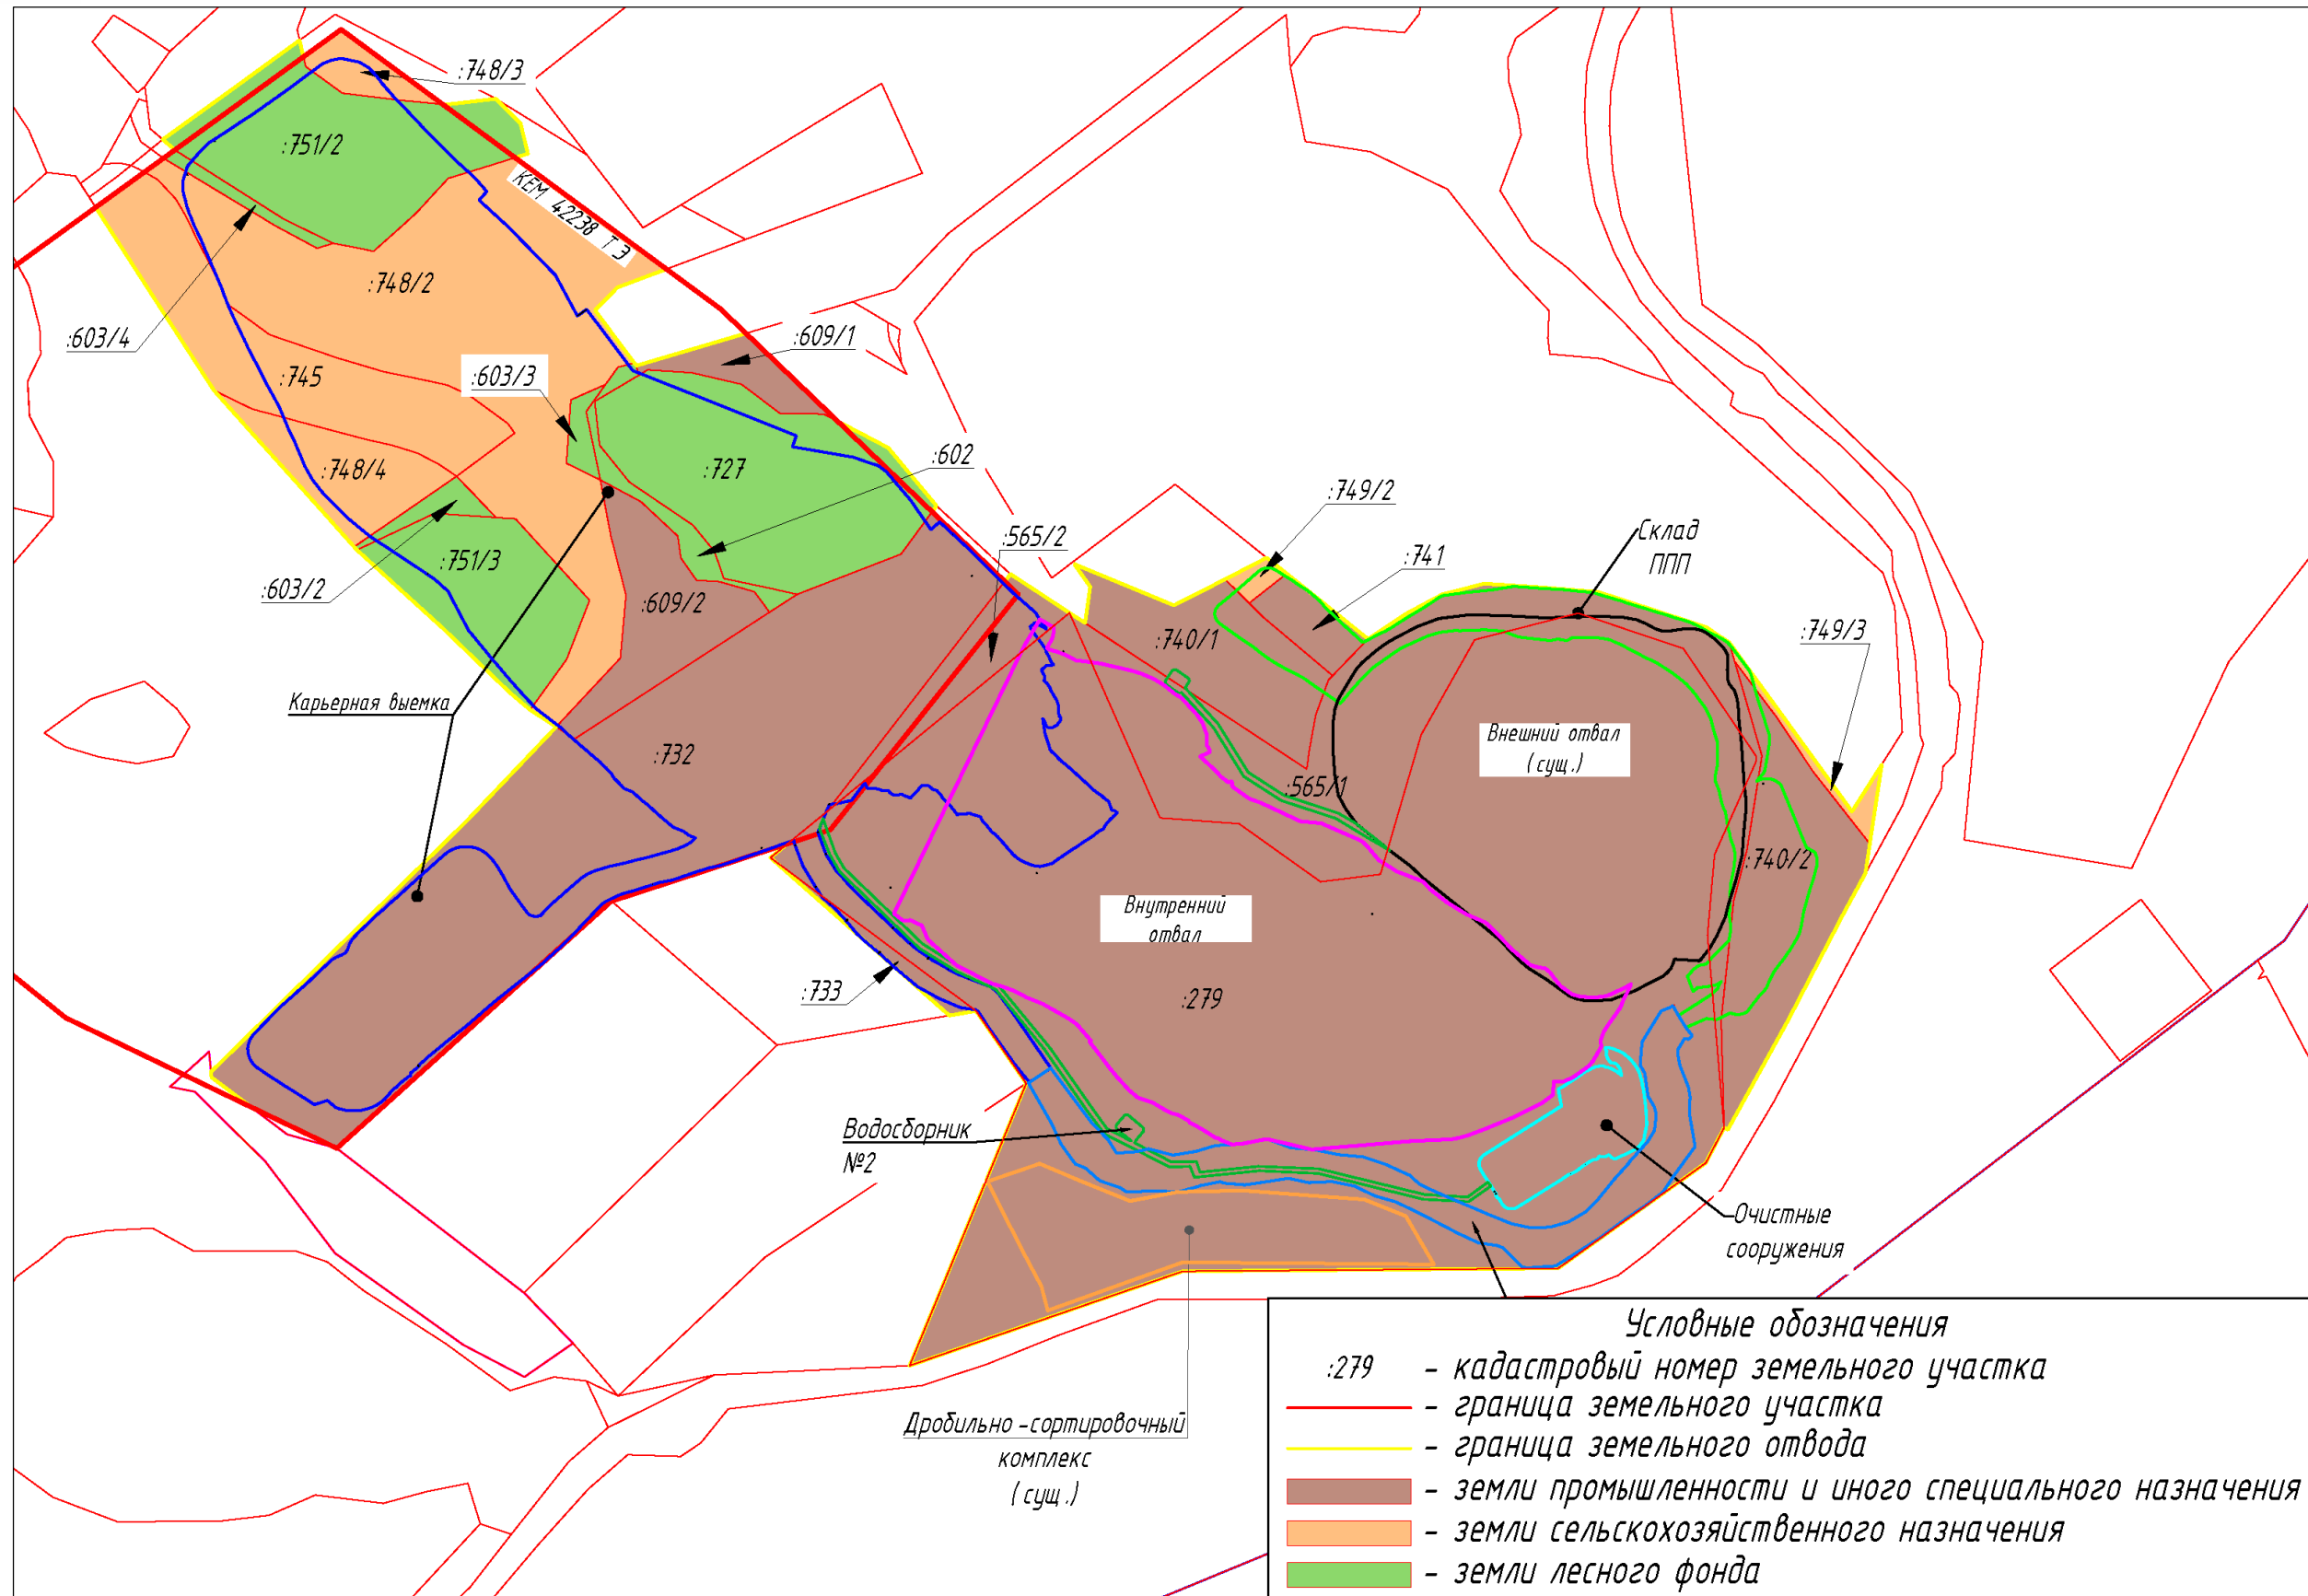 :748/3
:751/2
КЕМ 42238 ТЭ
:748/2
:603/4
:609/1
:745
:603/3
:602
:748/4
:727
:749/2
:565/2
Склад
ППП
:741
:751/3
:603/2
:609/2
:740/1
:749/3
Карьерная выемка
Внешний отвал
(сущ.)
:732
:565/1
:740/2
Внутренний
отвал
:733
:279
Водосборник
№2
Очистные
сооружения
Дробильно-сортировочный
комплекс
(сущ.)
Условные обозначения
:279 - кадастровый номер земельного участка
- граница земельного участка
- граница земельного отвода
- земли промышленности и иного специального назначения
- земли сельскохозяйственного назначения
- земли лесного фонда